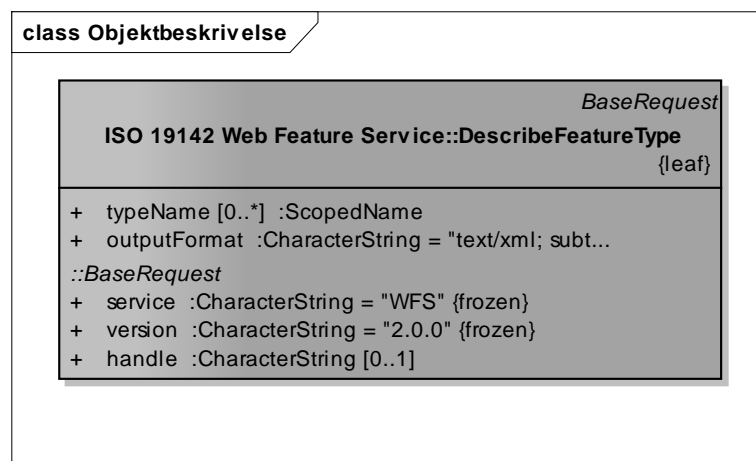 class Objektbeskrivelse
BaseRequest
ISO 19142 Web Feature Service::DescribeFeatureType
{leaf}
+ typeName [0..*] :ScopedName
+ outputFormat :CharacterString = "text/xml; subt...
::BaseRequest
+ service :CharacterString = "WFS" {frozen}
+ version :CharacterString = "2.0.0" {frozen}
+ handle :CharacterString [0..1]